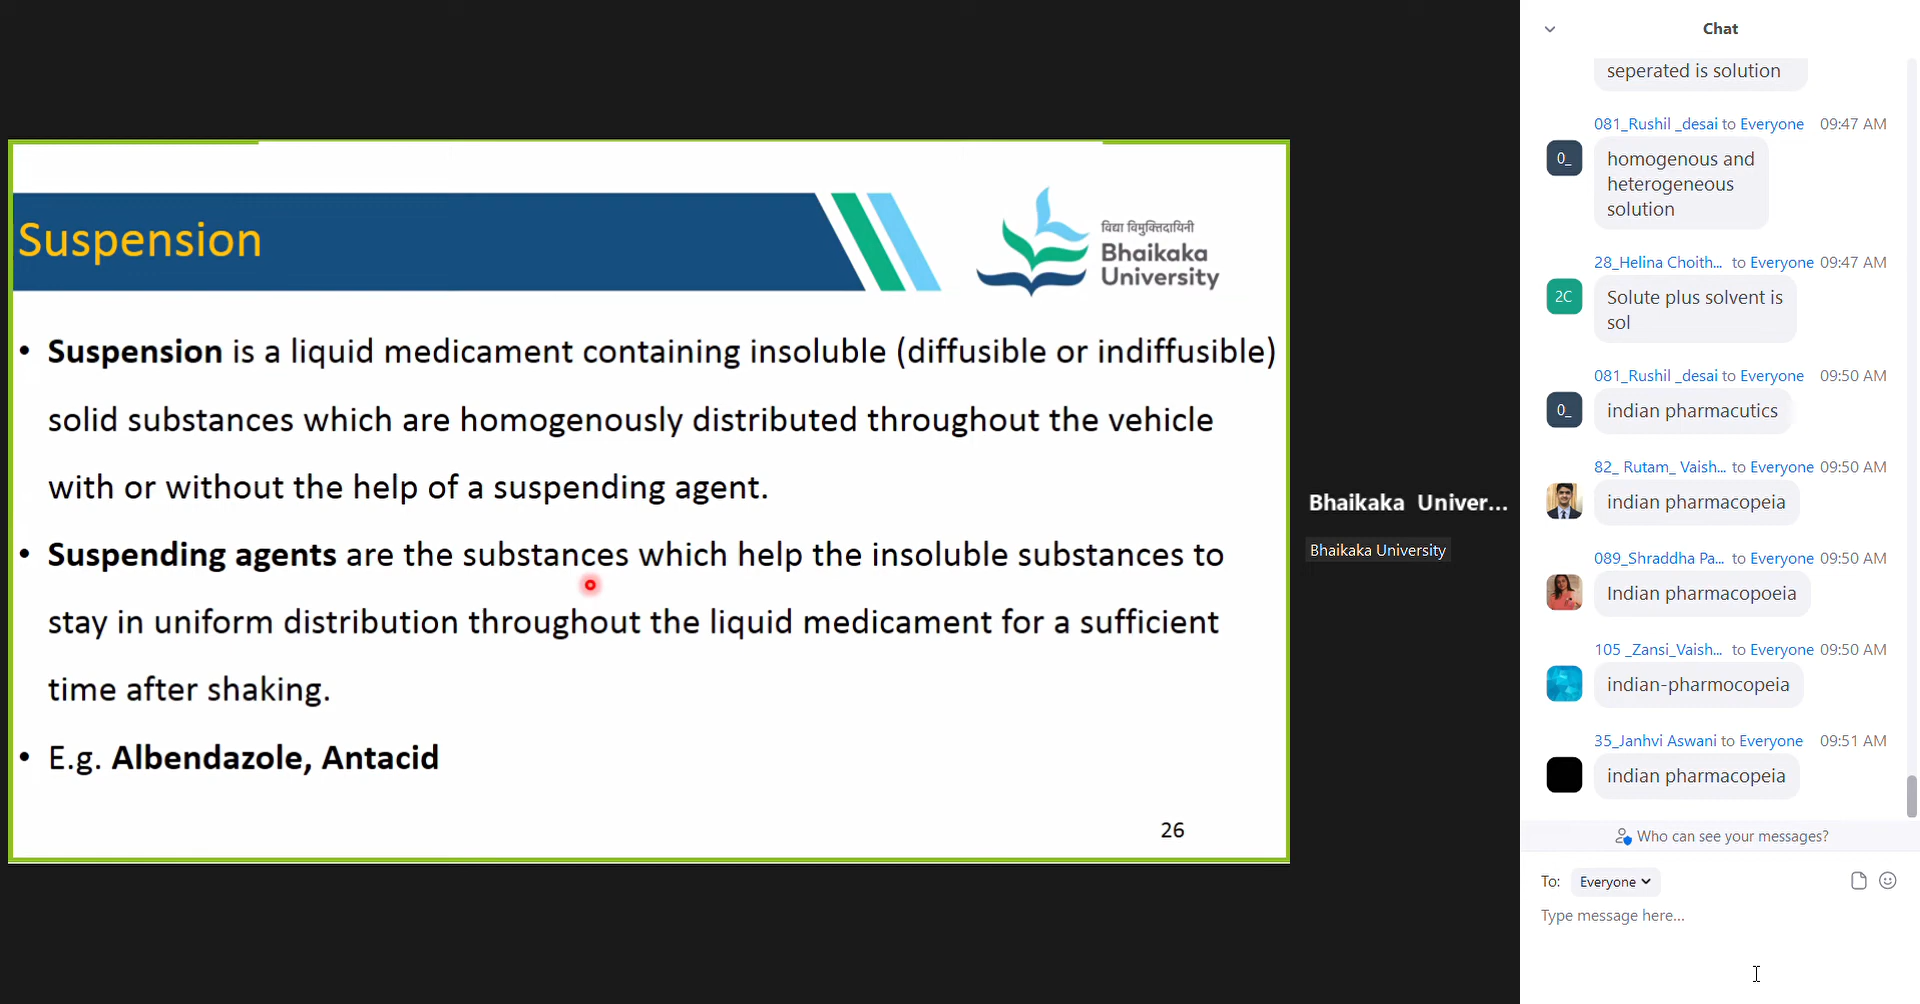 Suspension
विद्या विमुक्तिदायिनी
Bhaikaka
University
• Suspension is a liquid medicament containing insoluble (diffusible or indiffusible)
solid substances which are homogenously distributed throughout the vehicle
with or without the help of a suspending agent.
• Suspending agents are the substances which help the insoluble substances to
stay in uniform distribution throughout the liquid medicament for a sufficient
time after shaking.
• E.g. Albendazole, Antacid
26
Bhaikaka Univer...
Bhaikaka University
Chat
seperated is solution
081_Rushil _desai to Everyone 09:47 AM
0_
homogenous and
heterogeneous
solution
28_Helina Choith... to Everyone 09:47 AM
2C
Solute plus solvent is
sol
081_Rushil _desai to Everyone 09:50 AM
0_
indian pharmacutics
82_ Rutam_ Vaish... to Everyone 09:50 AM
indian pharmacopeia
089_Shraddha Pa... to Everyone 09:50 AM
Indian pharmacopoeia
105 _Zansi_Vaish... to Everyone 09:50 AM
indian-pharmocopeia
35_Janhvi Aswani to Everyone 09:51 AM
indian pharmacopeia
Who can see your messages?
To: Everyone
Type message here...